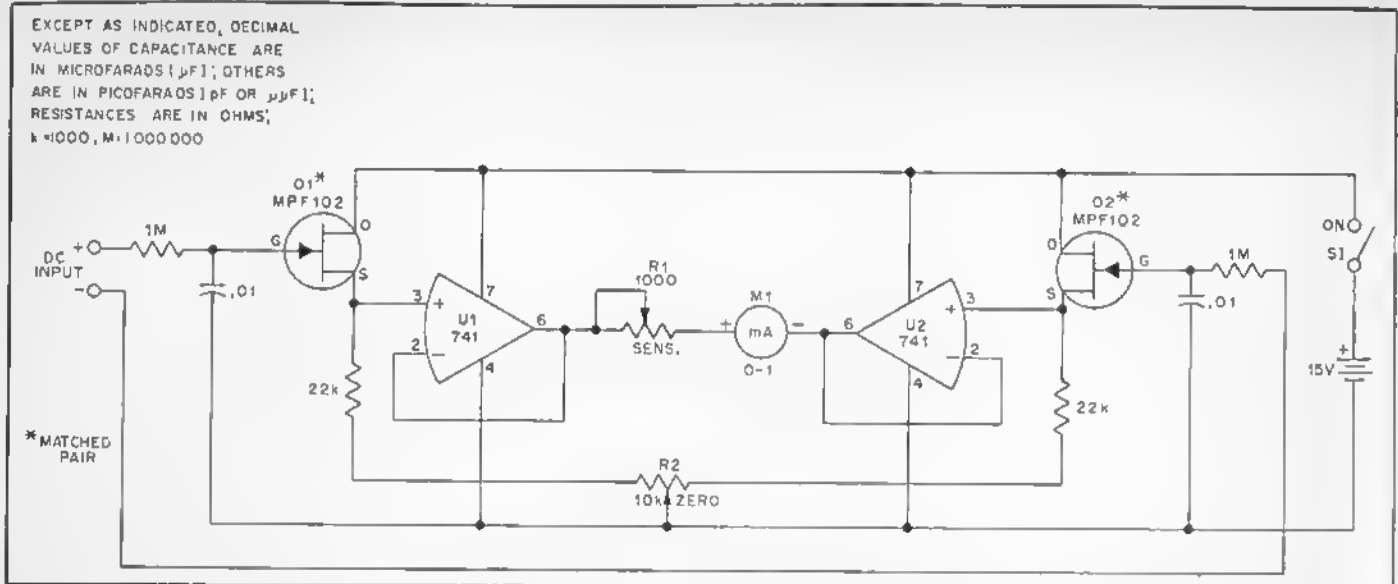 EXCEPT AS INDICATED, DECIMAL
VALUES OF CAPACITANCE ARE
IN MICROFARADS [µF]; OTHERS
ARE IN PICOFARADS [pF OR µµF];
RESISTANCES ARE IN OHMS;
k=1000, M=1000000
Q1*
MPF102
D
G
S
1M
+
DC
INPUT
-
.01
3
+
7
U1
741
6
2
-
4
R1
1000
SENS.
M1
+
mA
-
0-1
6
7
3
+
U2
741
2
-
4
Q2*
MPF102
D
G
S
1M
.01
ON
S1
+
15V
22k
22k
*MATCHED
PAIR
R2
10k ZERO